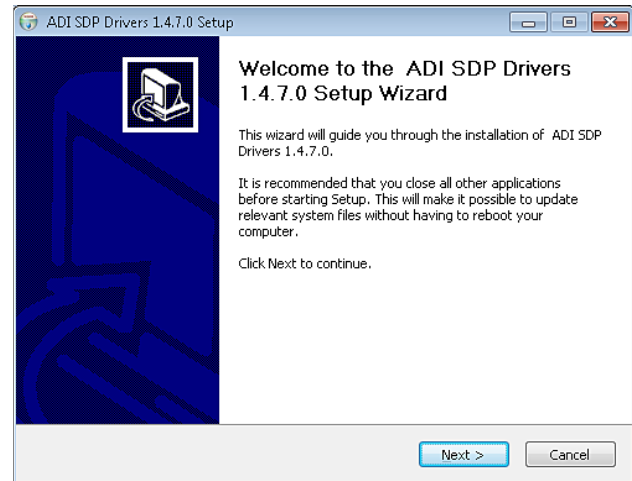 ADI SDP Drivers 1.4.7.0 Setup
Welcome to the ADI SDP Drivers
1.4.7.0 Setup Wizard
This wizard will guide you through the installation of ADI SDP
Drivers 1.4.7.0.
It is recommended that you close all other applications
before starting Setup. This will make it possible to update
relevant system files without having to reboot your
computer.
Click Next to continue.
Next >
Cancel